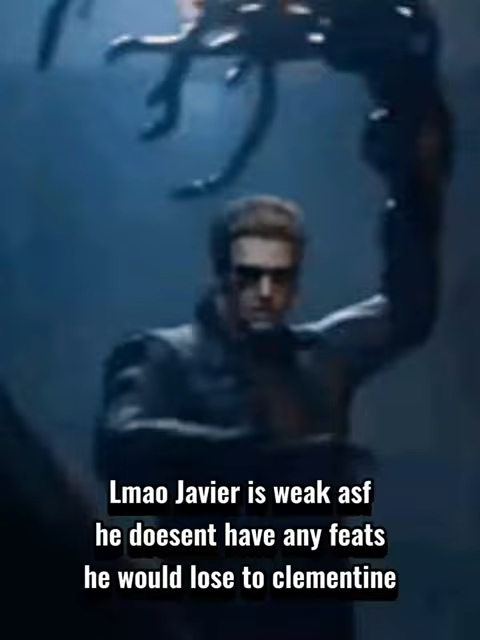 Lmao Javier is weak asf
he doesent have any feats
he would lose to clementine